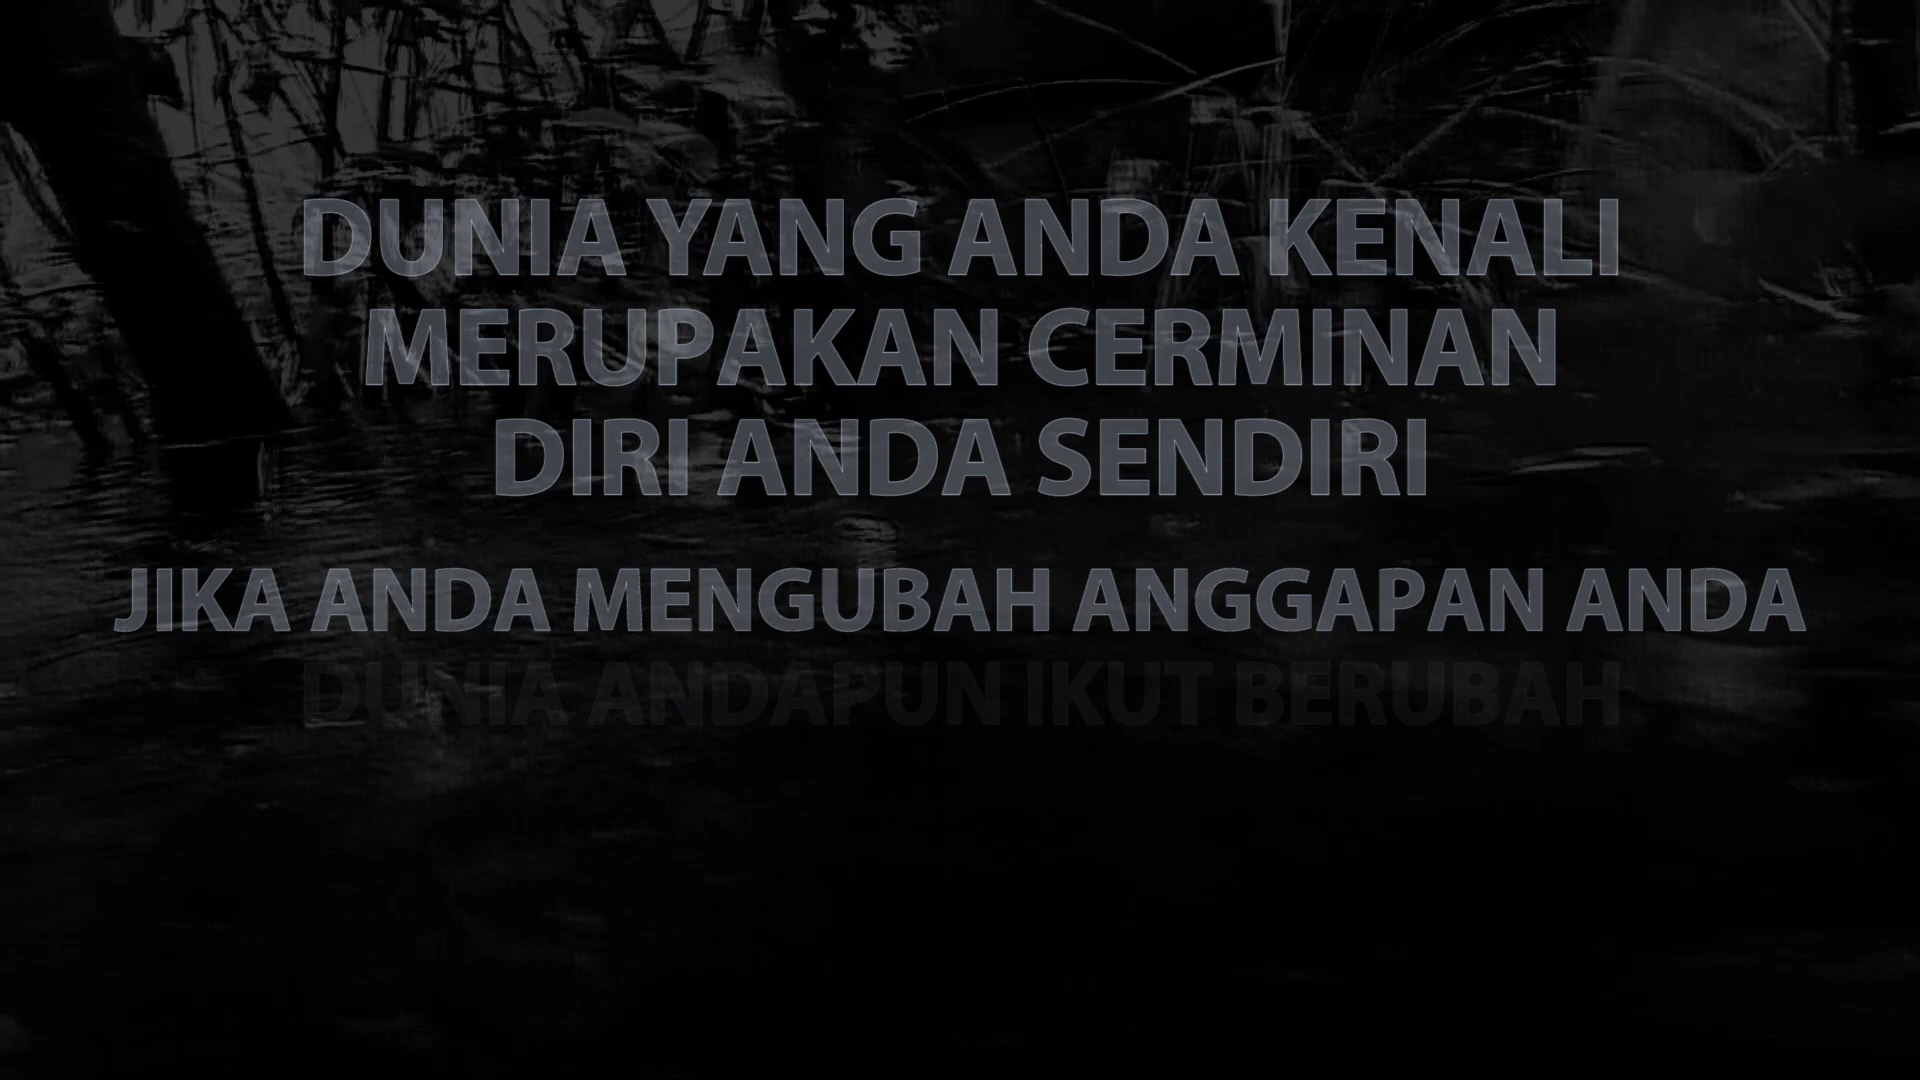 DUNIA YANG ANDA KENALI
MERUPAKAN CERMINAN
DIRI ANDA SENDIRI
JIKA ANDA MENGUBAH ANGGAPAN ANDA
DUNIA ANDAPUN IKUT BERUBAH